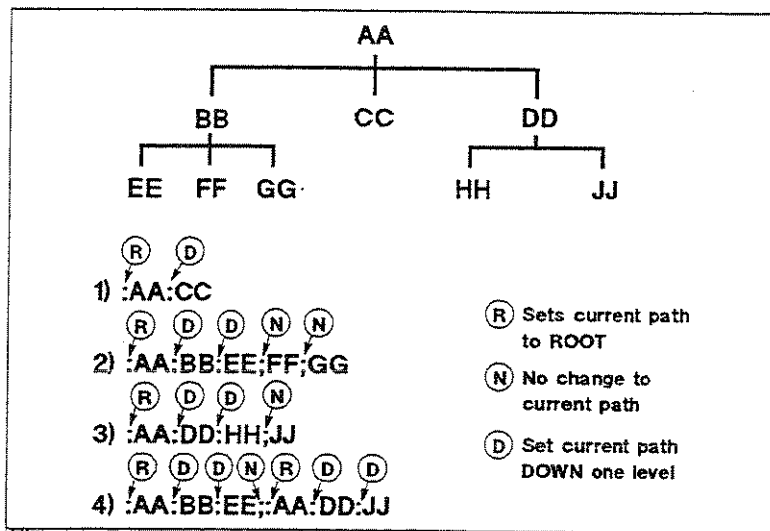 AA
BB CC DD
EE FF GG HH JJ
R D
1) :AA:CC
R D D N N
2) :AA:BB:EE;FF;GG
R D D N
3) :AA:DD:HH;JJ
R D D N R D D
4) :AA:BB:EE;:AA:DD:JJ
R Sets current path
to ROOT
N No change to
current path
D Set current path
DOWN one level